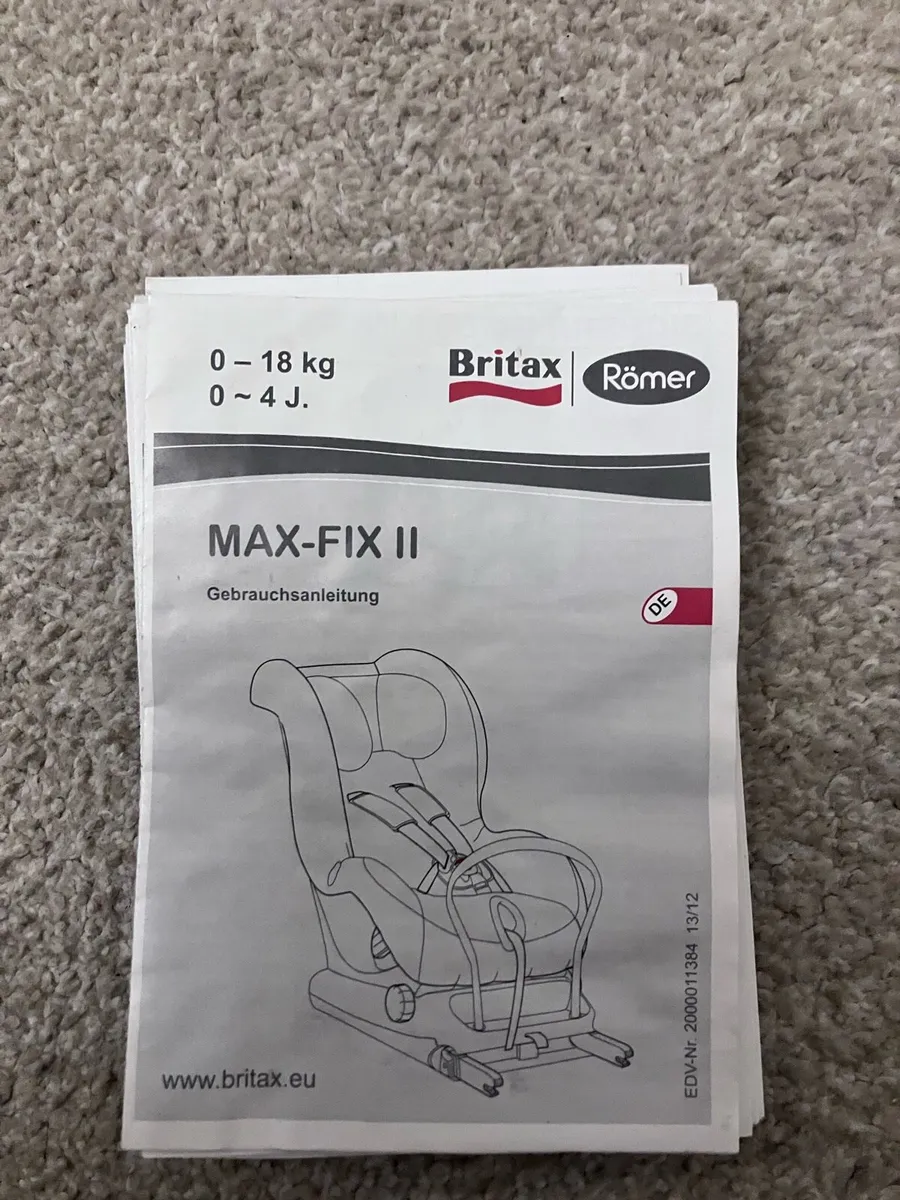 0 – 18 kg
0 ~ 4 J.
Britax
Römer
MAX-FIX II
Gebrauchsanleitung
DE
EDV-Nr. 2000011384 13/12
www.britax.eu